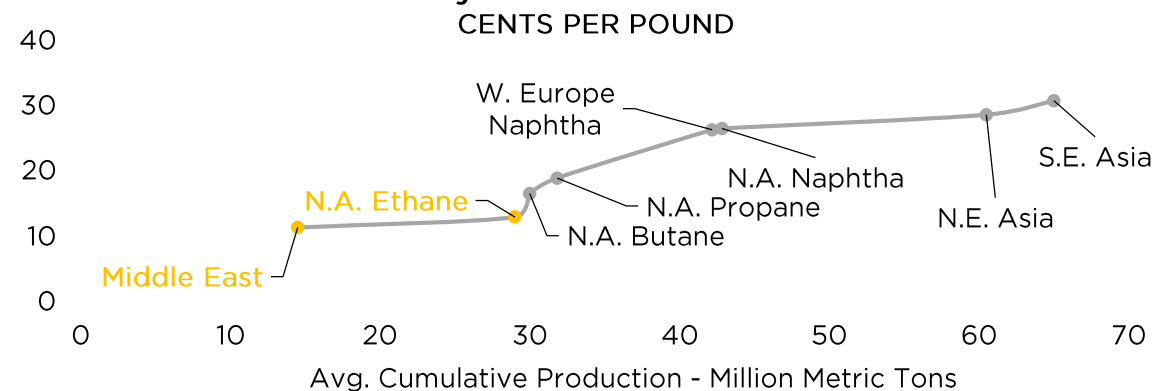 CENTS PER POUND
40
30
20
10
0
W. Europe
Naphtha
S.E. Asia
N.A. Naphtha
N.A. Ethane
N.A. Propane
N.E. Asia
N.A. Butane
Middle East
0 10 20 30 40 50 60 70
Avg. Cumulative Production - Million Metric Tons